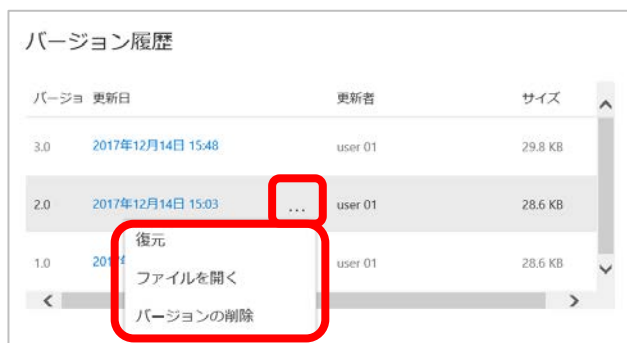 バージョン履歴
バージョ 更新日 更新者 サイズ
3.0 2017年12月14日 15:48 user 01 29.8 KB
2.0 2017年12月14日 15:03 ... user 01 28.6 KB
復元
1.0 201 user 01 28.6 KB
ファイルを開く
バージョンの削除